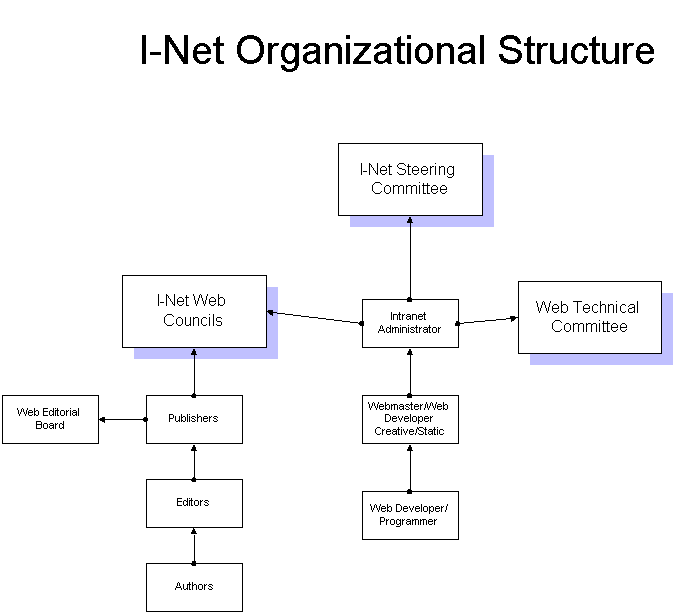 I-Net Organizational Structure
I-Net Steering
Committee
I-Net Web
Councils
Intranet
Administrator
Web Technical
Committee
Web Editorial
Board
Publishers
Webmaster/Web
Developer
Creative/Static
Editors
Web Developer/
Programmer
Authors